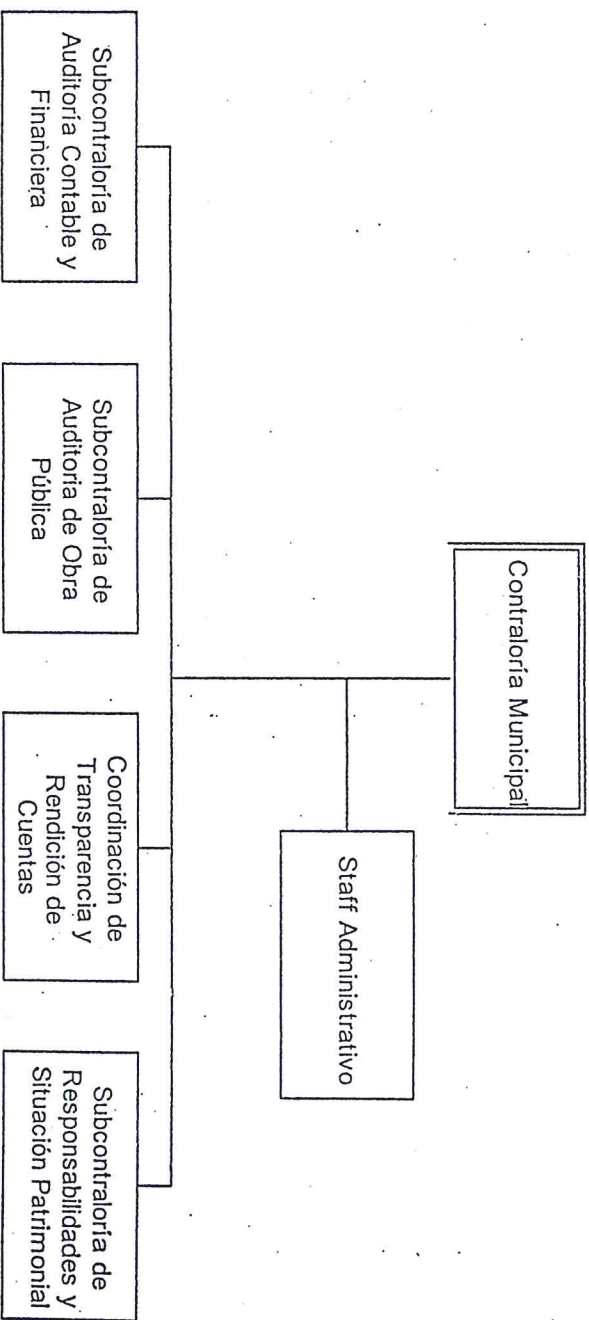 Contraloría Municipal
Staff Administrativo
Subcontraloría de
Auditoría Contable y
Financiera
Subcontraloría de
Auditoria de Obra
Pública
Coordinación de
Transparencia y
Rendición de
Cuentas
Subcontraloría de
Responsabilidades y
Situación Patrimonial